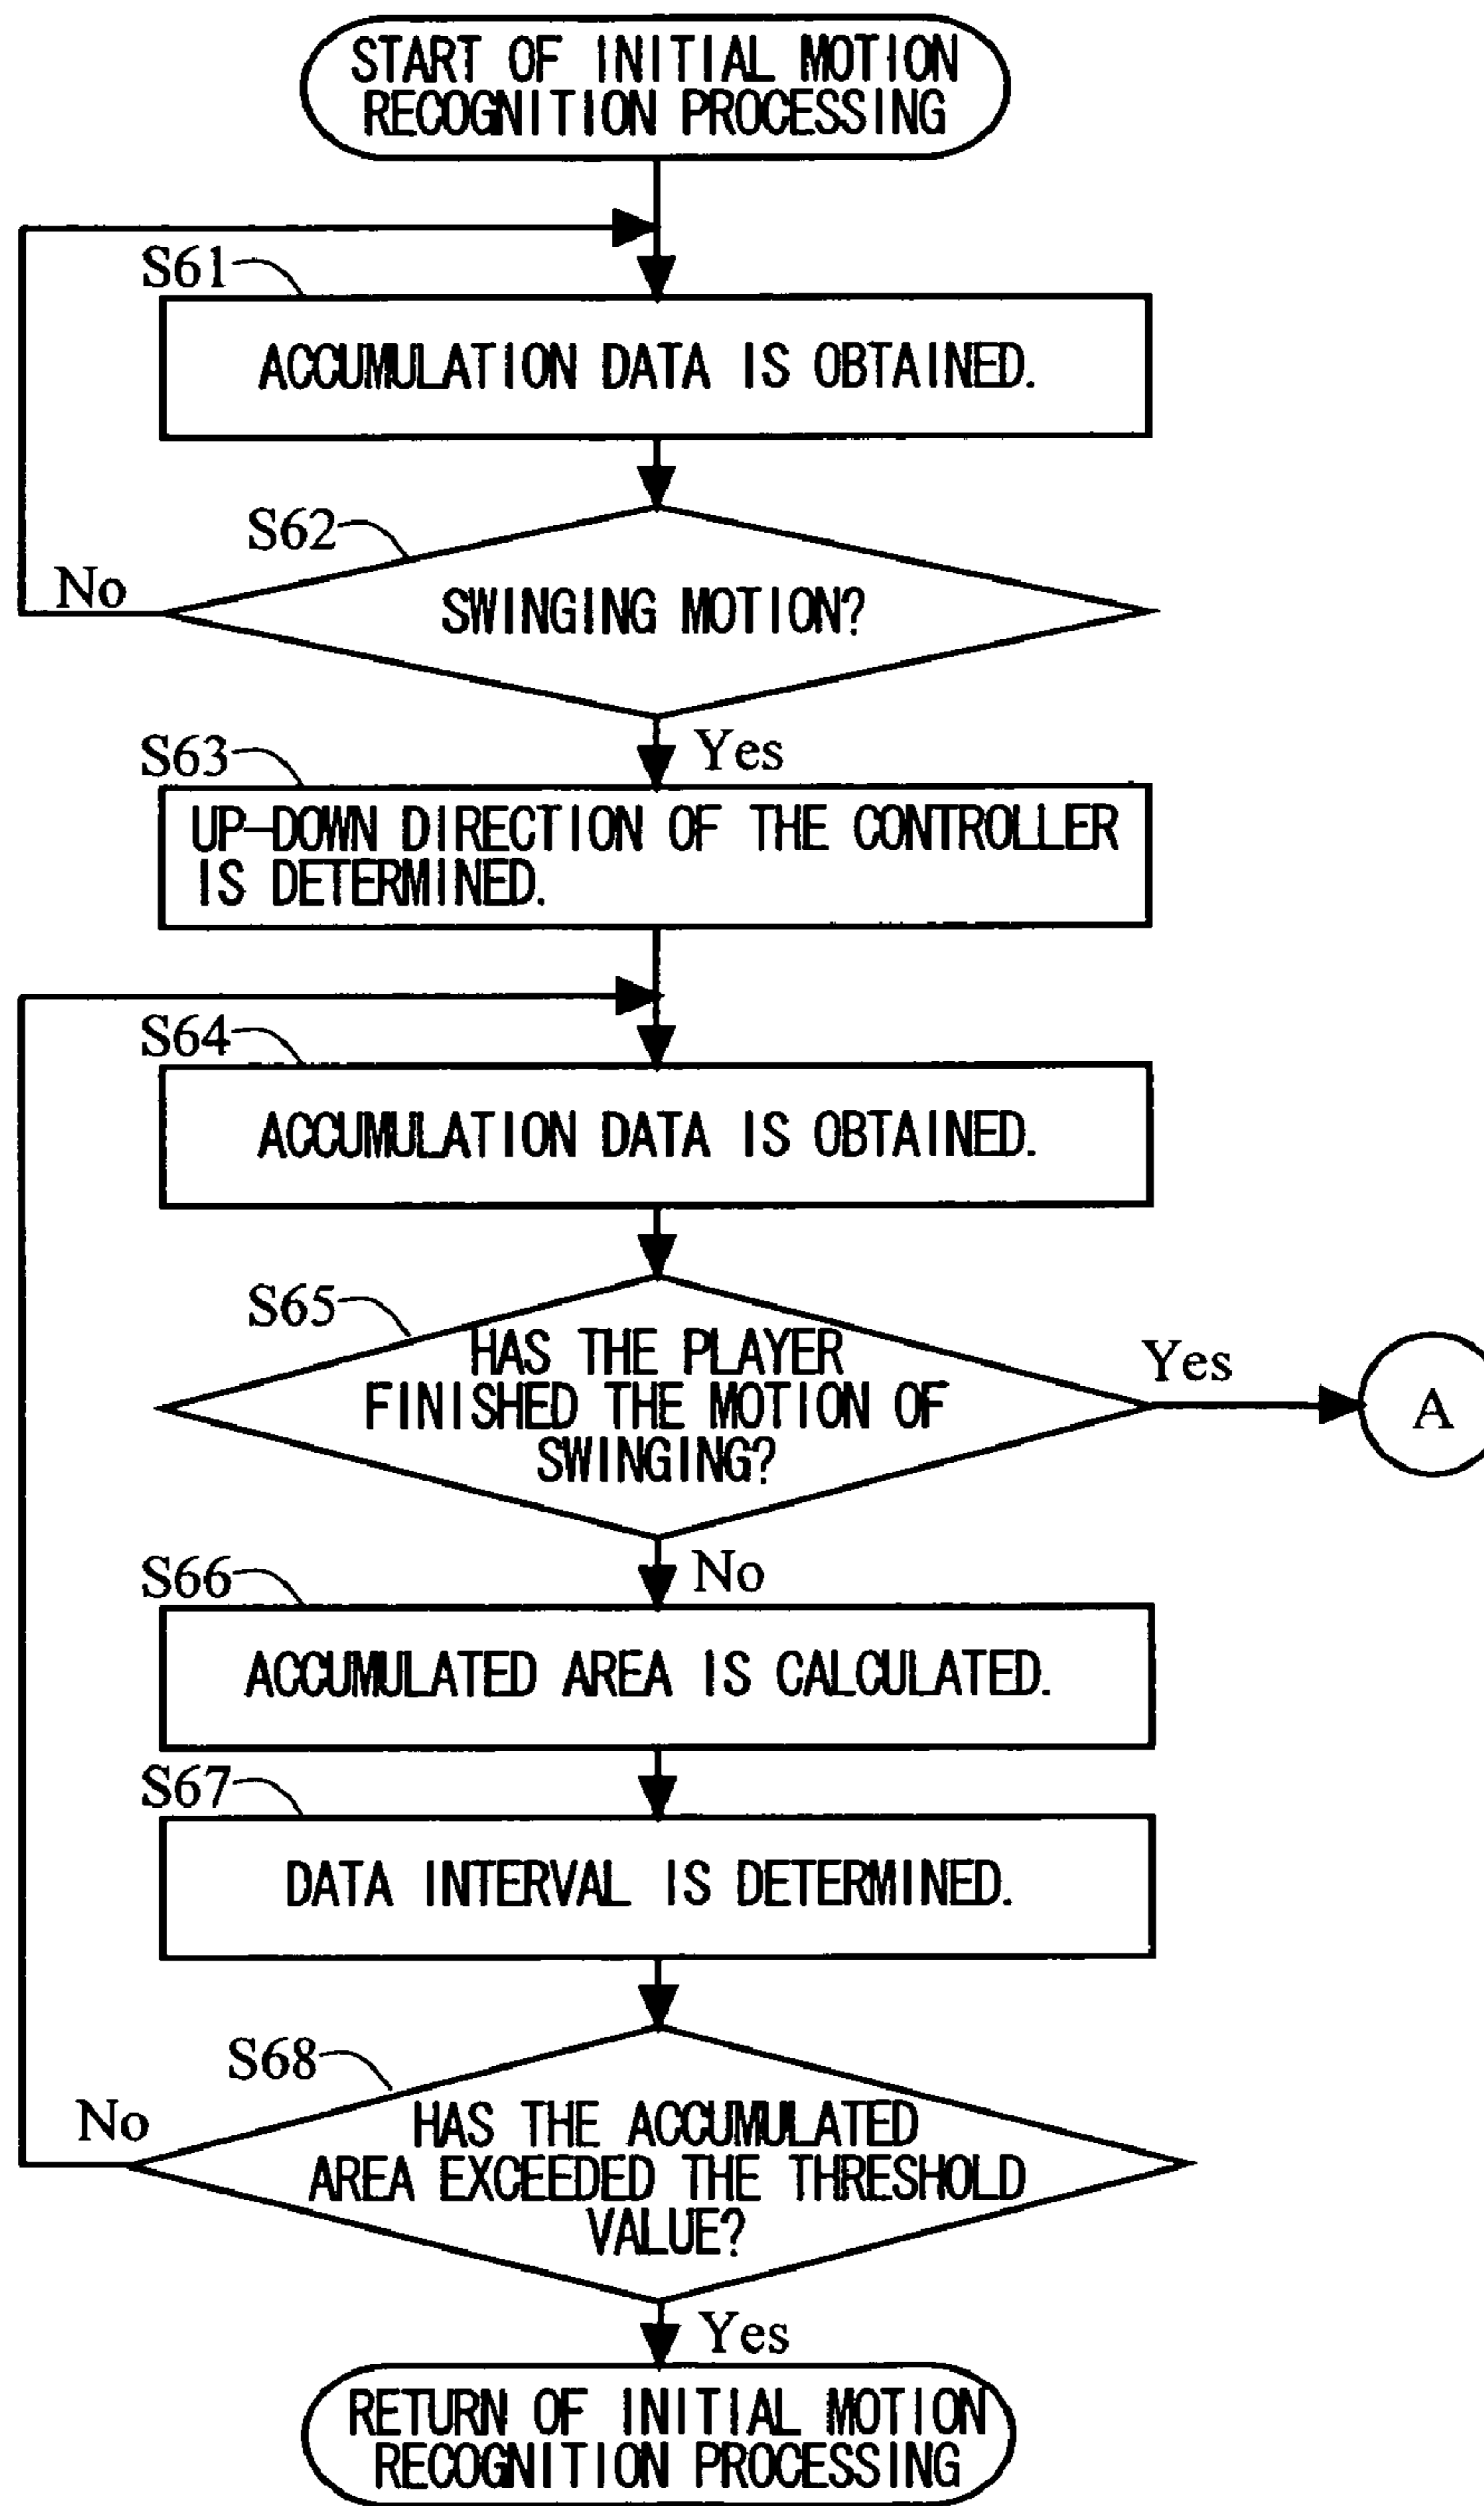 START OF INITIAL MOTION
RECOGNITION PROCESSING
S61
ACCUMULATION DATA IS OBTAINED.
S62
No
SWINGING MOTION?
S63
Yes
UP-DOWN DIRECTION OF THE CONTROLLER
IS DETERMINED.
S64
ACCUMULATION DATA IS OBTAINED.
S65
HAS THE PLAYER
FINISHED THE MOTION OF
SWINGING?
Yes
A
No
S66
ACCUMULATED AREA IS CALCULATED.
S67
DATA INTERVAL IS DETERMINED.
S68
No
HAS THE ACCUMULATED
AREA EXCEEDED THE THRESHOLD
VALUE?
Yes
RETURN OF INITIAL MOTION
RECOGNITION PROCESSING